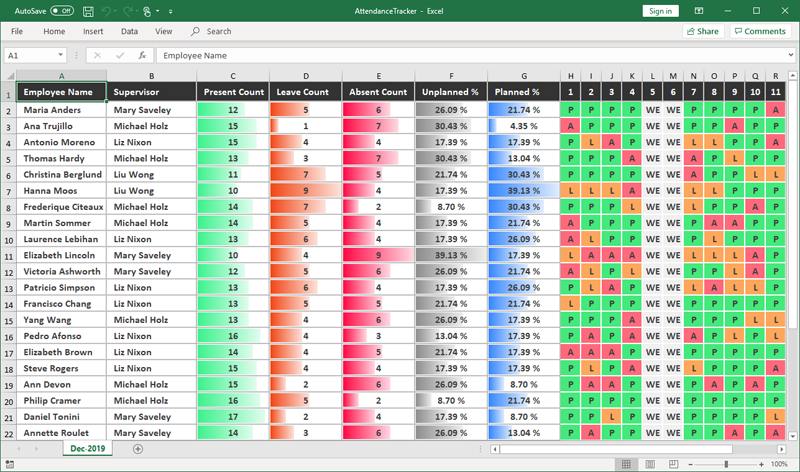 AutoSave Off AttendanceTracker - Excel Sign in
File Home Insert Draw Data Review View Search Share Comments
A1 fx Employee Name
A B C D E F G H I J K L M N O P Q R
1 Employee Name Supervisor Present Count Leave Count Absent Count Unplanned % Planned % 1 2 3 4 5 6 7 8 9 10 11
2 Maria Anders Mary Saveley 12 5 6 26.09 % 21.74 % P P P P WE WE P P P P A
3 Ana Trujillo Michael Holz 15 1 7 30.43 % 4.35 % A P P P WE WE P P A P P
4 Antonio Moreno Liz Nixon 15 4 4 17.39 % 17.39 % P L A P WE WE L L P P P
5 Thomas Hardy Michael Holz 13 3 7 30.43 % 13.04 % P P P A WE WE A P L P P
6 Christina Berglund Liu Wong 11 7 5 21.74 % 30.43 % P P P P WE WE P P P L L
7 Hanna Moos Liu Wong 10 9 4 17.39 % 39.13 % L L L A WE WE L L L P P
8 Frederique Citeaux Michael Holz 14 7 2 8.70 % 30.43 % P P P L WE WE L P P A P
9 Martin Sommer Michael Holz 14 5 4 17.39 % 21.74 % A P P P WE WE P A A P P
10 Laurence Lebihan Liz Nixon 13 6 4 17.39 % 26.09 % A L P P WE WE P L P P P
11 Elizabeth Lincoln Mary Saveley 10 4 9 39.13 % 17.39 % L A A A WE WE L L L A A
12 Victoria Ashworth Mary Saveley 12 5 6 26.09 % 21.74 % A P A L WE WE P P P A P
13 Patricio Simpson Liz Nixon 13 6 4 17.39 % 26.09 % P L A P WE WE P L L P P
14 Francisco Chang Liz Nixon 13 5 5 21.74 % 21.74 % L P P P WE WE P P P P P
15 Yang Wang Michael Holz 13 4 6 26.09 % 17.39 % P P P A WE WE P P P L L
16 Pedro Afonso Liz Nixon 16 4 3 13.04 % 17.39 % P A P A WE WE A P L P L
17 Elizabeth Brown Liz Nixon 14 4 5 21.74 % 17.39 % A A A P WE WE P P P P P
18 Steve Rogers Liz Nixon 15 4 4 17.39 % 17.39 % P L P A WE WE L P P P A
19 Ann Devon Michael Holz 15 2 6 26.09 % 8.70 % P A A P WE WE P A P A P
20 Philip Cramer Michael Holz 16 5 2 8.70 % 21.74 % P P P P WE WE P P P P P
21 Daniel Tonini Mary Saveley 17 2 4 17.39 % 8.70 % P P L P WE WE P P P P P
22 Annette Roulet Mary Saveley 14 3 6 26.09 % 13.04 % P A P P WE WE A P A P A
Dec-2019
100%